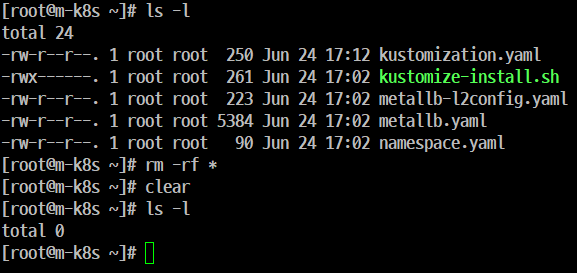 [root@m-k8s ~]# ls -l
total 24
-rw-r--r--. 1 root root  250 Jun 24 17:12 kustomization.yaml
-rwx------. 1 root root  261 Jun 24 17:02 kustomize-install.sh
-rw-r--r--. 1 root root  223 Jun 24 17:02 metallb-l2config.yaml
-rw-r--r--. 1 root root 5384 Jun 24 17:02 metallb.yaml
-rw-r--r--. 1 root root   90 Jun 24 17:02 namespace.yaml
[root@m-k8s ~]# rm -rf *
[root@m-k8s ~]# clear
[root@m-k8s ~]# ls -l
total 0
[root@m-k8s ~]#